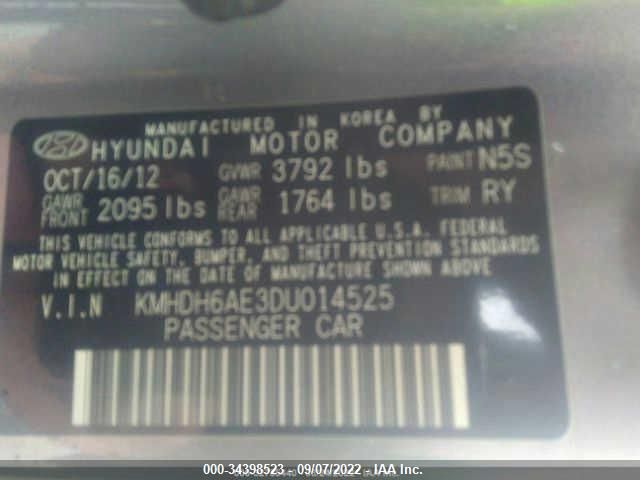 MANUFACTURED IN KOREA BY
HYUNDAI MOTOR COMPANY
OCT/16/12 GVWR 3792 lbs PAINT N5S
GAWR FRONT 2095 lbs GAWR REAR 1764 lbs TRIM RY
THIS VEHICLE CONFORMS TO ALL APPLICABLE U.S.A. FEDERAL
MOTOR VEHICLE SAFETY, BUMPER, AND THEFT PREVENTION STANDARDS
IN EFFECT ON THE DATE OF MANUFACTURE SHOWN ABOVE
V.I.N KMHDH6AE3DU014525
PASSENGER CAR
000-34398523 - 09/07/2022 - IAA Inc.